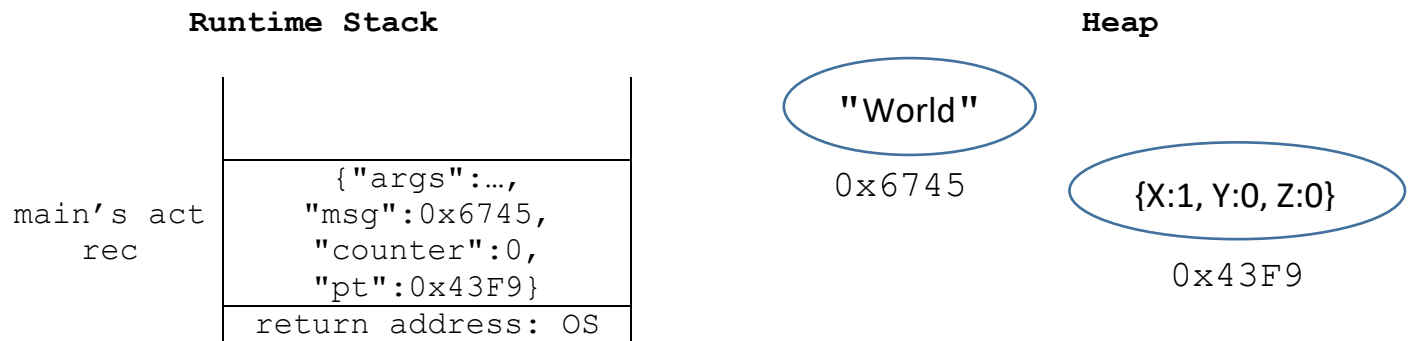 Runtime Stack
Heap
"World"
0x6745
{X:1, Y:0, Z:0}
0x43F9
main’s act
rec
{"args":…,
"msg":0x6745,
"counter":0,
"pt":0x43F9}
return address: OS